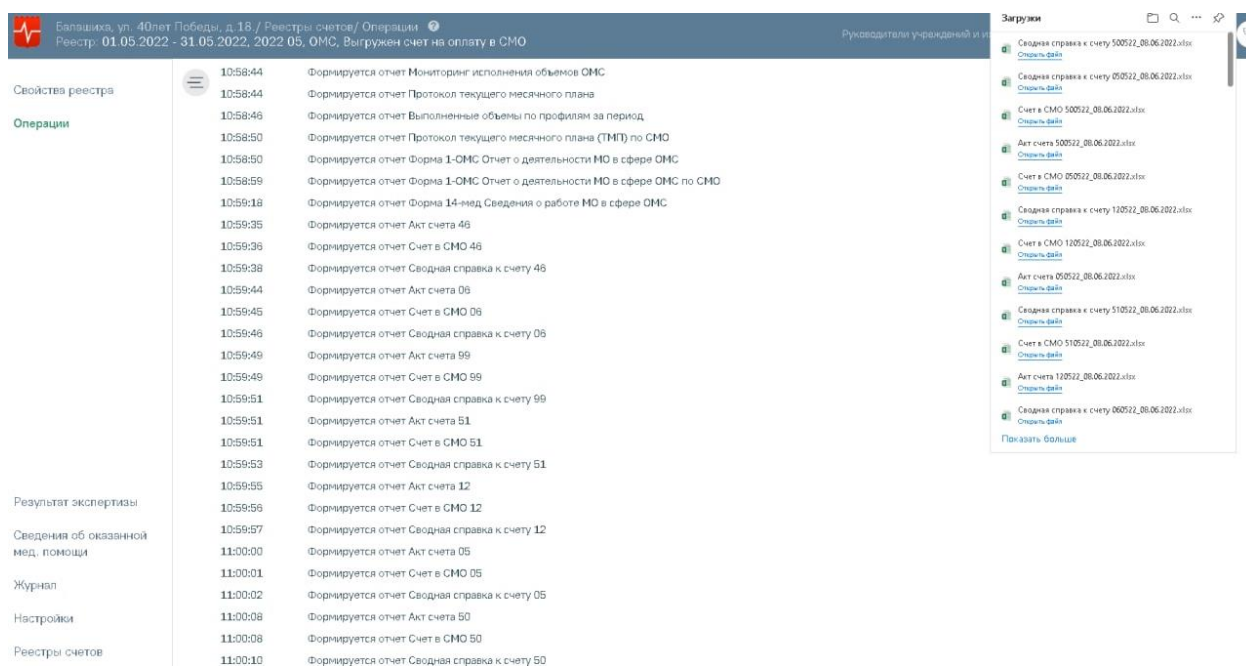 Балашиха, ул. 40лет Победы, д.18./ Реестры счетов/ Операции
Реестр: 01.05.2022 - 31.05.2022, 2022 05, ОМС, Выгружен счет на оплату в СМО
Руководители учреждений и
Свойства реестра
Операции
Результат экспертизы
Сведения об оказанной
мед. помощи
Журнал
Настройки
Реестры счетов
10:58:44 Формируется отчет Мониторинг исполнения объемов ОМС
10:58:44 Формируется отчет Протокол текущего месячного плана
10:58:46 Формируется отчет Выполненные объемы по профилям за период
10:58:50 Формируется отчет Протокол текущего месячного плана (ТМП) по СМО
10:58:50 Формируется отчет Форма 1-ОМС Отчет о деятельности МО в сфере ОМС
10:58:59 Формируется отчет Форма 1-ОМС Отчет о деятельности МО в сфере ОМС по СМО
10:59:18 Формируется отчет Форма 14-мед Сведения о работе МО в сфере ОМС
10:59:35 Формируется отчет Акт счета 46
10:59:36 Формируется отчет Счет в СМО 46
10:59:38 Формируется отчет Сводная справка к счету 46
10:59:44 Формируется отчет Акт счета 06
10:59:45 Формируется отчет Счет в СМО 06
10:59:46 Формируется отчет Сводная справка к счету 06
10:59:49 Формируется отчет Акт счета 99
10:59:49 Формируется отчет Счет в СМО 99
10:59:51 Формируется отчет Сводная справка к счету 99
10:59:51 Формируется отчет Акт счета 51
10:59:51 Формируется отчет Счет в СМО 51
10:59:53 Формируется отчет Сводная справка к счету 51
10:59:55 Формируется отчет Акт счета 12
10:59:56 Формируется отчет Счет в СМО 12
10:59:57 Формируется отчет Сводная справка к счету 12
11:00:00 Формируется отчет Акт счета 05
11:00:01 Формируется отчет Счет в СМО 05
11:00:02 Формируется отчет Сводная справка к счету 05
11:00:08 Формируется отчет Акт счета 50
11:00:08 Формируется отчет Счет в СМО 50
11:00:10 Формируется отчет Сводная справка к счету 50
Загрузки
Сводная справка к счету 500522_08.06.2022.xlsx
Открыть файл
Сводная справка к счету 050522_08.06.2022.xlsx
Открыть файл
Счет в СМО 500522_08.06.2022.xlsx
Открыть файл
Акт счета 500522_08.06.2022.xlsx
Открыть файл
Счет в СМО 050522_08.06.2022.xlsx
Открыть файл
Сводная справка к счету 120522_08.06.2022.xlsx
Открыть файл
Счет в СМО 120522_08.06.2022.xlsx
Открыть файл
Акт счета 050522_08.06.2022.xlsx
Открыть файл
Сводная справка к счету 510522_08.06.2022.xlsx
Открыть файл
Счет в СМО 510522_08.06.2022.xlsx
Открыть файл
Акт счета 120522_08.06.2022.xlsx
Открыть файл
Сводная справка к счету 060522_08.06.2022.xlsx
Открыть файл
Показать больше